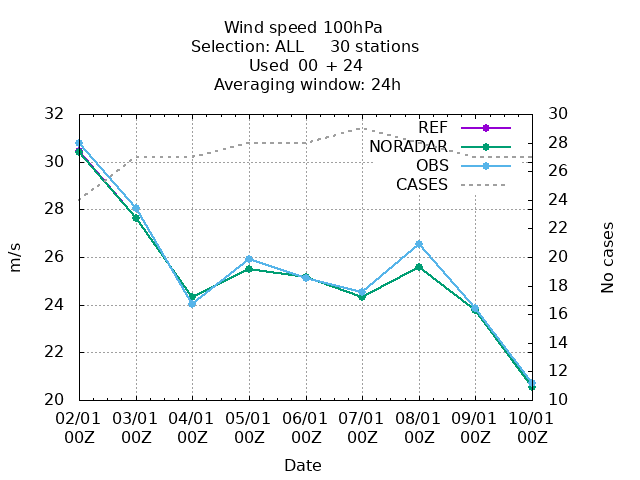 Wind speed 100hPa
Selection: ALL 30 stations
Used 00 + 24
Averaging window: 24h
32 30
30 28
28 26
26 24
24 22
22 20
20 18
16
14
12
10
REF
NORADAR
OBS
CASES
m/s
No cases
02/01 03/01 04/01 05/01 06/01 07/01 08/01 09/01 10/01
00Z 00Z 00Z 00Z 00Z 00Z 00Z 00Z 00Z
Date